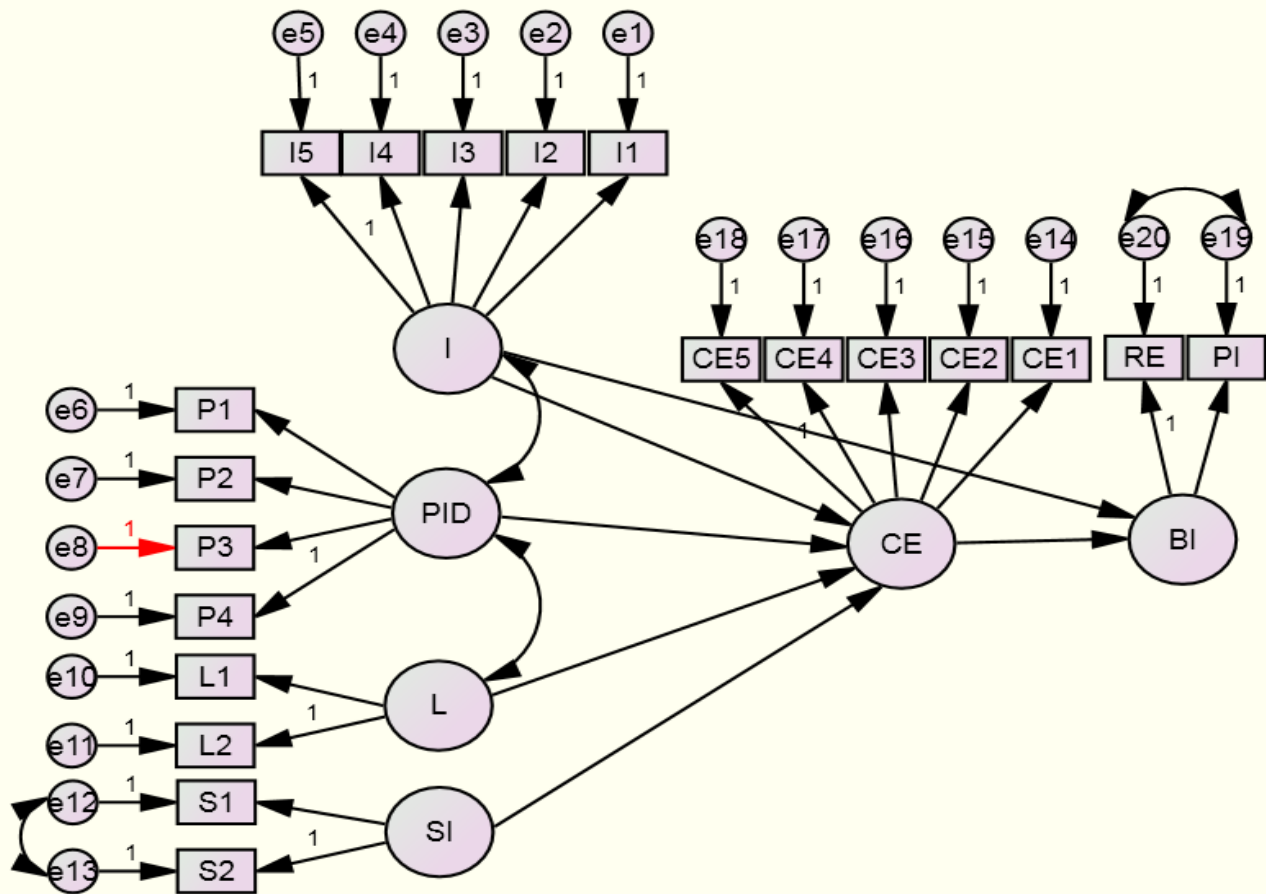 e5 e4 e3 e2 e1
1 1 1 1 1
I5 I4 I3 I2 I1
1
e18 e17 e16 e15 e14 e20 e19
1 1 1 1 1 1 1
I
CE5 CE4 CE3 CE2 CE1 RE PI
e6 1 P1
1 1
e7 1 P2
PID
e8 1 P3
1
CE BI
e9 1 P4
e10 1 L1
L
1
e11 1 L2
e12 1 S1
SI
1
e13 1 S2